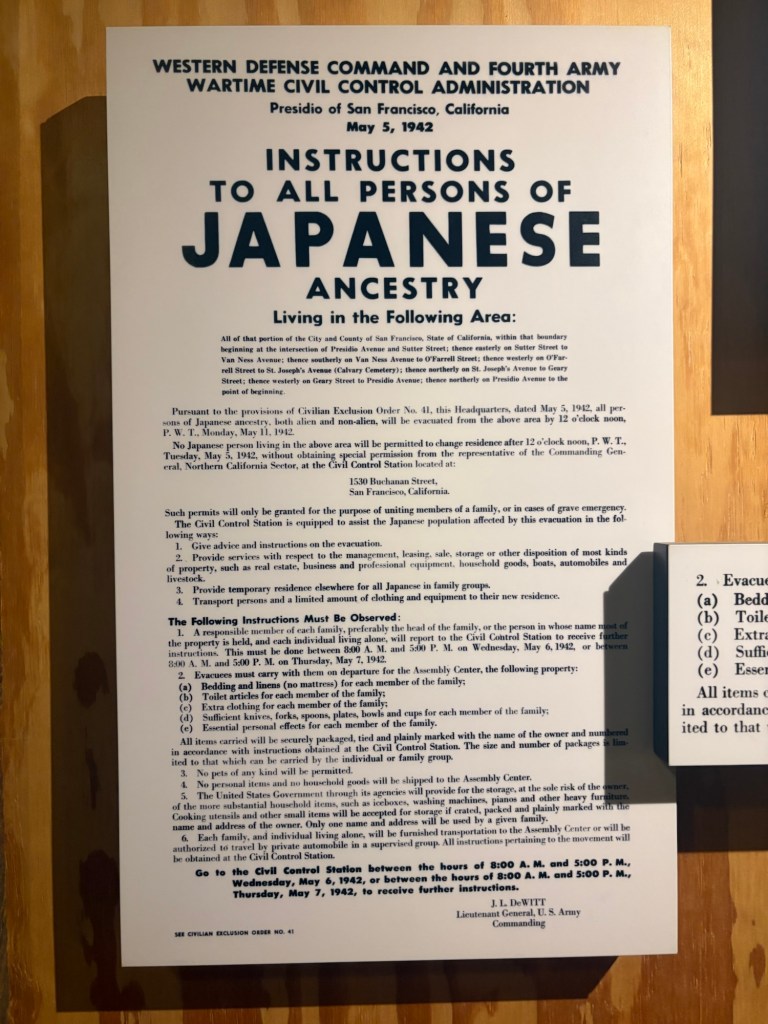 WESTERN DEFENSE COMMAND AND FOURTH ARMY
WARTIME CIVIL CONTROL ADMINISTRATION
Presidio of San Francisco, California
May 5, 1942
INSTRUCTIONS
TO ALL PERSONS OF
JAPANESE
ANCESTRY
Living in the Following Area:
All of that portion of the City and County of San Francisco, State of California, within that boundary
beginning at the intersection of Presidio Avenue and Sutter Street; thence easterly on Sutter Street to
Van Ness Avenue; thence southerly on Van Ness Avenue to O'Farrell Street; thence westerly on O'Far-
rell Street to St. Joseph's Avenue (Calvary Cemetery); thence northerly on St. Joseph's Avenue to Geary
Street; thence westerly on Geary Street to Presidio Avenue; thence northerly on Presidio Avenue to the
point of beginning.
Pursuant to the provisions of Civilian Exclusion Order No. 41, this Headquarters, dated May 5, 1942, all per-
sons of Japanese ancestry, both alien and non-alien, will be evacuated from the above area by 12 o'clock noon,
P. W. T., Monday, May 11, 1942.
No Japanese person living in the above area will be permitted to change residence after 12 o'clock noon, P. W. T.,
Tuesday, May 5, 1942, without obtaining special permission from the representative of the Commanding Gen-
eral, Northern California Sector, at the Civil Control Station located at:
1530 Buchanan Street,
San Francisco, California.
Such permits will only be granted for the purpose of uniting members of a family, or in cases of grave emergency.
The Civil Control Station is equipped to assist the Japanese population affected by this evacuation in the fol-
lowing ways:
1. Give advice and instructions on the evacuation.
2. Provide services with respect to the management, leasing, sale, storage or other disposition of most kinds
of property, such as real estate, business and professional equipment, household goods, boats, automobiles and
livestock.
3. Provide temporary residence elsewhere for all Japanese in family groups.
4. Transport persons and a limited amount of clothing and equipment to their new residence.
The Following Instructions Must Be Observed:
1. A responsible member of each family, preferably the head of the family, or the person in whose name most of
the property is held, and each individual living alone, will report to the Civil Control Station to receive further
instructions. This must be done between 8:00 A. M. and 5:00 P. M. on Wednesday, May 6, 1942, or between
8:00 A. M. and 5:00 P. M. on Thursday, May 7, 1942.
2. Evacuees must carry with them on departure for the Assembly Center, the following property:
(a) Bedding and linens (no mattress) for each member of the family;
(b) Toilet articles for each member of the family;
(c) Extra clothing for each member of the family;
(d) Sufficient knives, forks, spoons, plates, bowls and cups for each member of the family;
(e) Essential personal effects for each member of the family.
All items carried will be securely packaged, tied and plainly marked with the name of the owner and numbered
in accordance with instructions obtained at the Civil Control Station. The size and number of packages is lim-
ited to that which can be carried by the individual or family group.
3. No pets of any kind will be permitted.
4. No personal items and no household goods will be shipped to the Assembly Center.
5. The United States Government through its agencies will provide for the storage, at the sole risk of the owner,
of the more substantial household items, such as iceboxes, washing machines, pianos and other heavy furniture.
Cooking utensils and other small items will be accepted for storage if crated, packed and plainly marked with the
name and address of the owner. Only one name and address will be used by a given family.
6. Each family, and individual living alone, will be furnished transportation to the Assembly Center or will be
authorized to travel by private automobile in a supervised group. All instructions pertaining to the movement will
be obtained at the Civil Control Station.
Go to the Civil Control Station between the hours of 8:00 A. M. and 5:00 P. M.,
Wednesday, May 6, 1942, or between the hours of 8:00 A. M. and 5:00 P. M.,
Thursday, May 7, 1942, to receive further instructions.
J. L. DeWITT
Lieutenant General, U. S. Army
Commanding
SEE CIVILIAN EXCLUSION ORDER NO. 41
2. Evacue
(a) Bedd
(b) Toile
(c) Extra
(d) Suffi
(e) Essen
All items c
in accordanc
ited to that